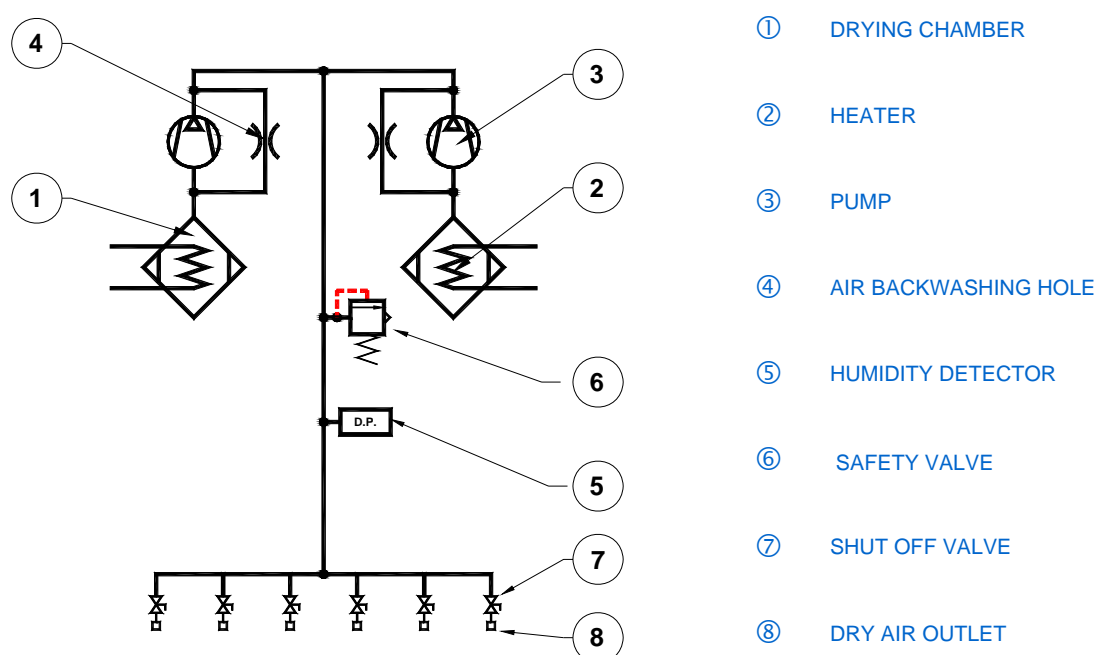 4
3
1
2
6
D.P.
5
7
8
① DRYING CHAMBER
② HEATER
③ PUMP
④ AIR BACKWASHING HOLE
⑤ HUMIDITY DETECTOR
⑥ SAFETY VALVE
⑦ SHUT OFF VALVE
⑧ DRY AIR OUTLET